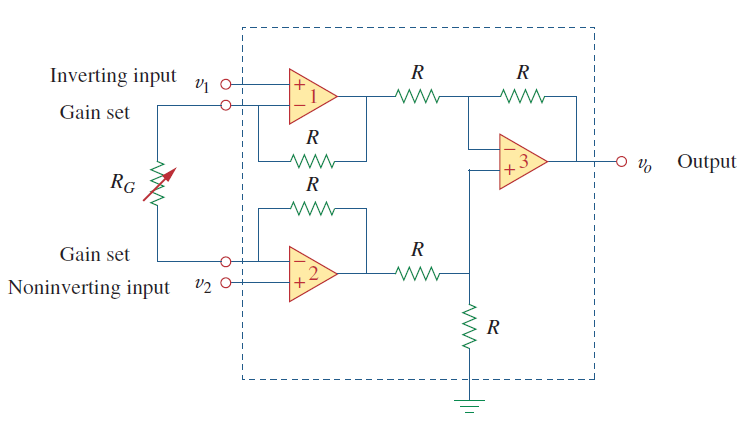 Inverting input v1
Gain set
+
1
−
R
R
R
R
RG
−
3
+
vo Output
Gain set
Noninverting input v2
−
2
+
R
R